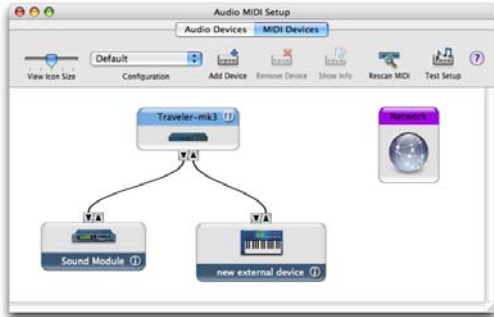 Audio MIDI Setup
Audio Devices MIDI Devices
Default
View Icon Size Configuration Add Device Remove Device Show Info Rescan MIDI Test Setup ?
Traveler-mk3 i
Network
Sound Module i
new external device i